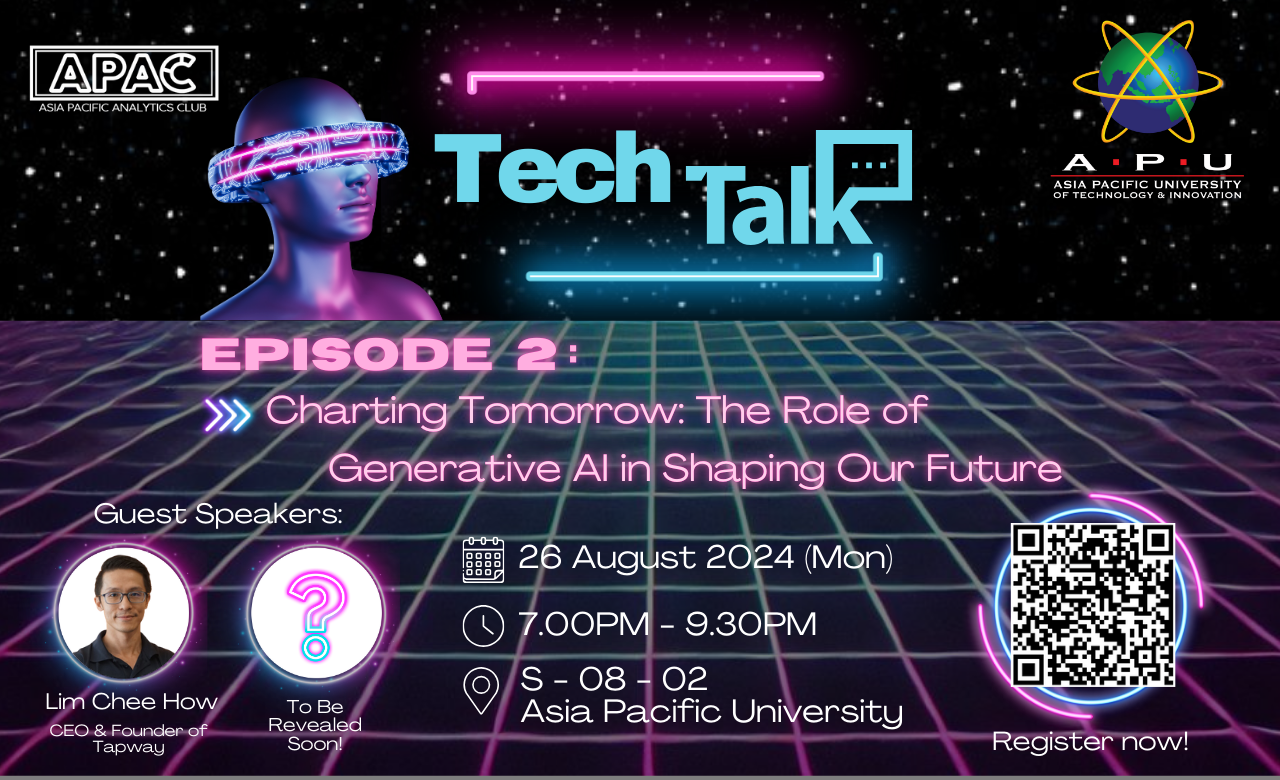 APAC
ASIA PACIFIC ANALYTICS CLUB
Tech
Talk
A · P · U
ASIA PACIFIC UNIVERSITY
OF TECHNOLOGY & INNOVATION
EPISODE 2:
Charting Tomorrow: The Role of
Generative AI in Shaping Our Future
Guest Speakers:
Lim Chee How
CEO & Founder of
Tapway
?
To Be
Revealed
Soon!
26 August 2024 (Mon)
7.00PM - 9.30PM
S - 08 - 02
Asia Pacific University
Register now!